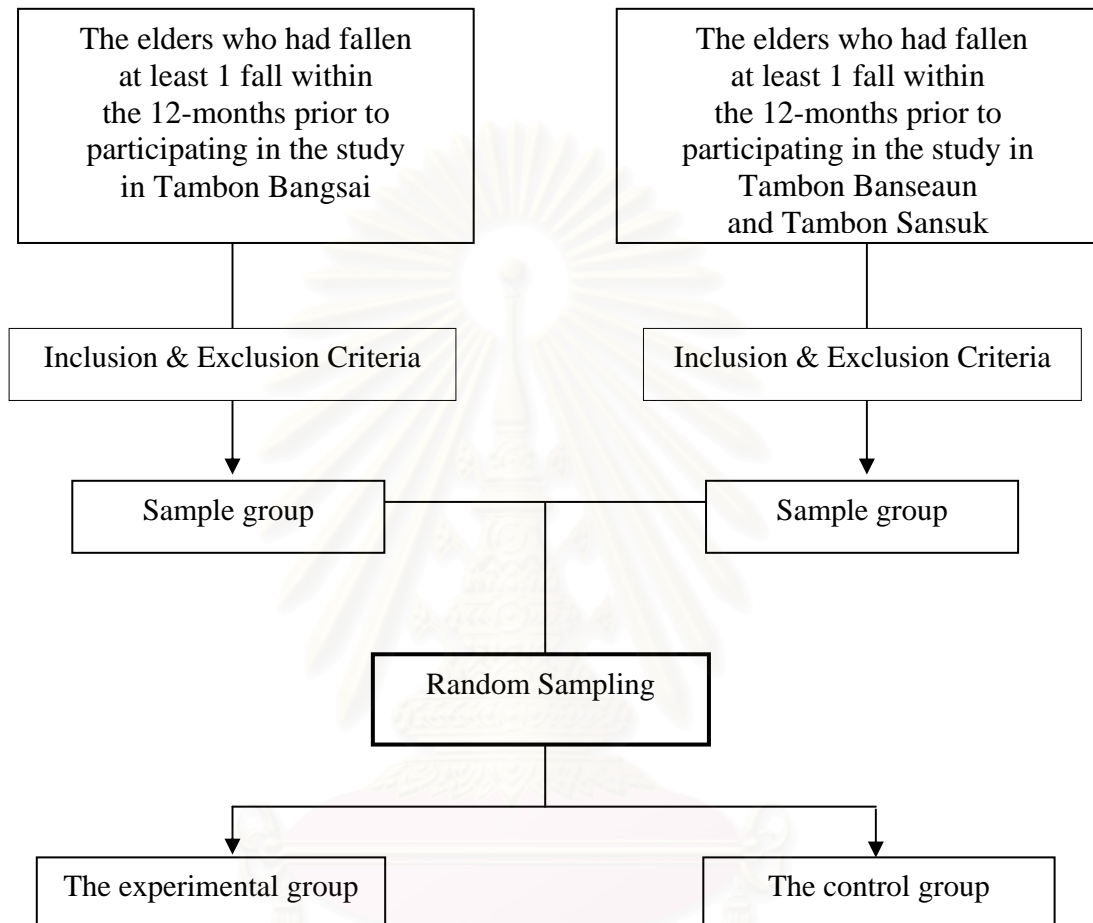 The elders who had fallen
at least 1 fall within
the 12-months prior to
participating in the study
in Tambon Bangsai
The elders who had fallen
at least 1 fall within
the 12-months prior to
participating in the study in
Tambon Banseaun
and Tambon Sansuk
Inclusion & Exclusion Criteria
Inclusion & Exclusion Criteria
Sample group
Sample group
Random Sampling
The experimental group
The control group